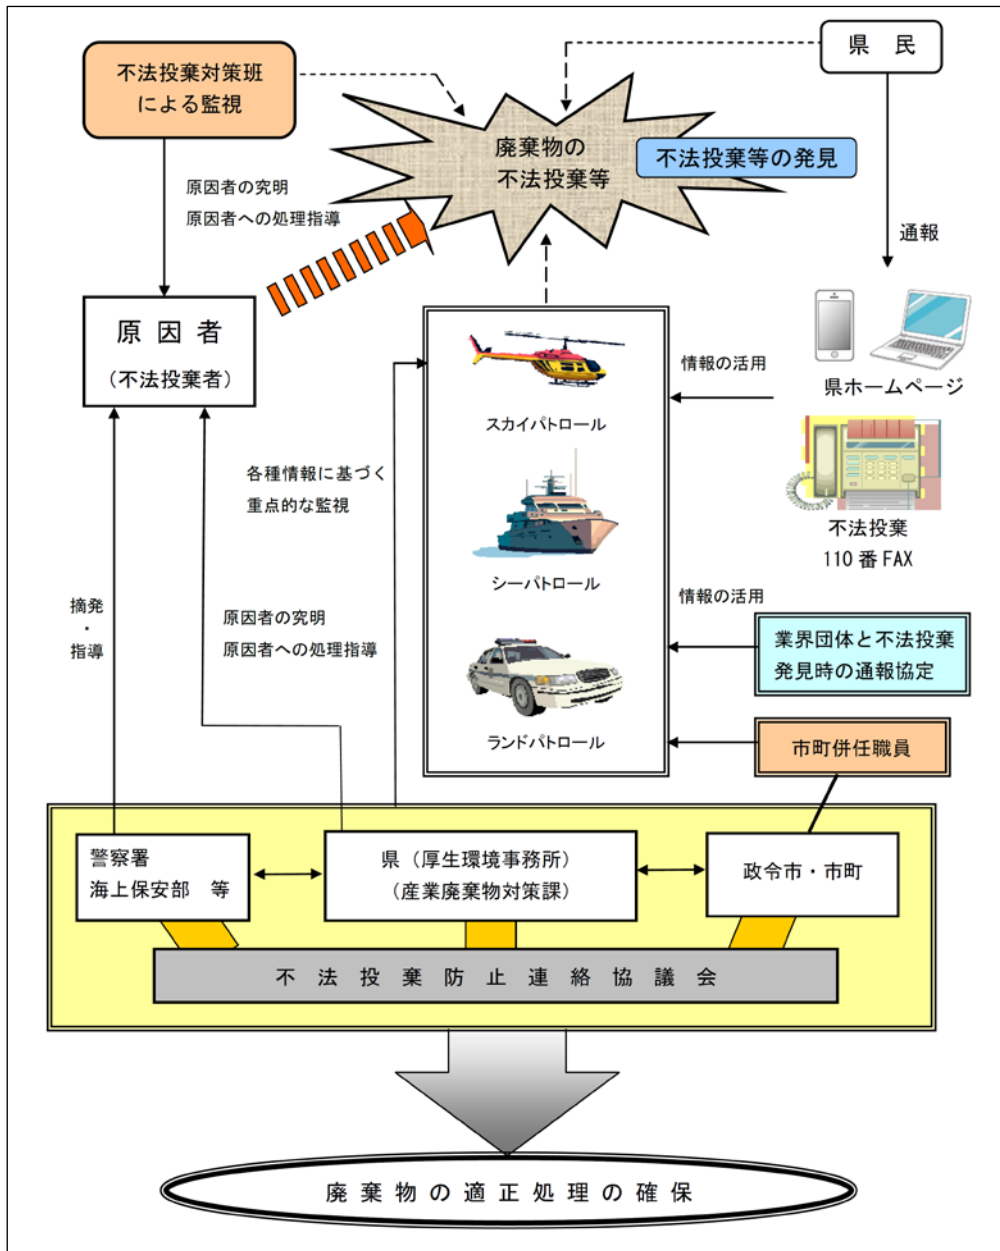 不法投棄対策班
による監視
県 民
廃棄物の
不法投棄等
不法投棄等の発見
原因者の究明
原因者への処理指導
通報
原 因 者
(不法投棄者)
スカイパトロール
情報の活用
県ホームページ
各種情報に基づく
重点的な監視
不法投棄
110 番 FAX
シーパトロール
情報の活用
摘発
・
指導
原因者の究明
原因者への処理指導
業界団体と不法投棄
発見時の通報協定
ランドパトロール
市町併任職員
警察署
海上保安部 等
県(厚生環境事務所)
(産業廃棄物対策課)
政令市・市町
不 法 投 棄 防 止 連 絡 協 議 会
廃 棄 物 の 適 正 処 理 の 確 保